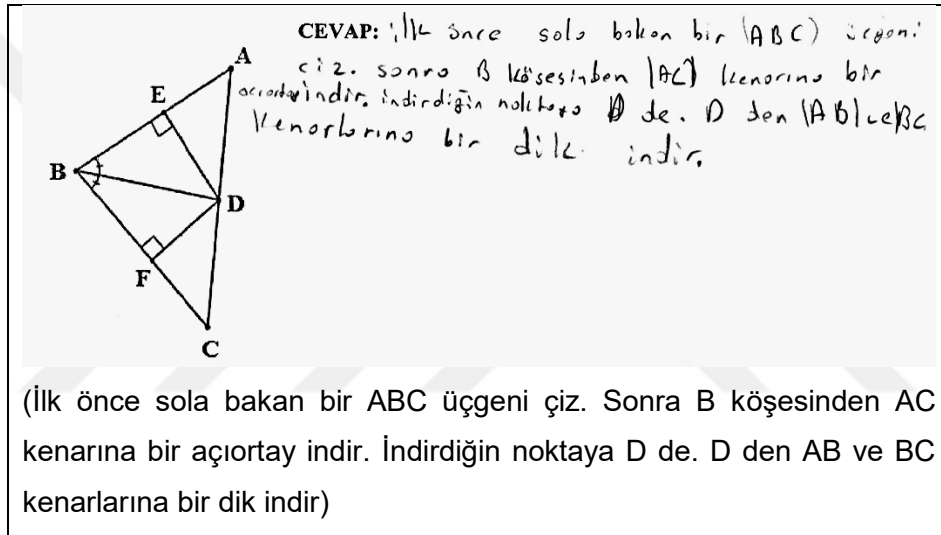 CEVAP: İlk önce sola bakan bir |ABC) üçgeni
çiz. sonra B köşesinben |AC] kenarına bir
açıortay indir. indirdiğin noktaya D de. D den |AB| ve |BC
kenarlarına bir dik indir.
A
E
B
D
F
C
(İlk önce sola bakan bir ABC üçgeni çiz. Sonra B köşesinden AC
kenarına bir açıortay indir. İndirdiğin noktaya D de. D den AB ve BC
kenarlarına bir dik indir)